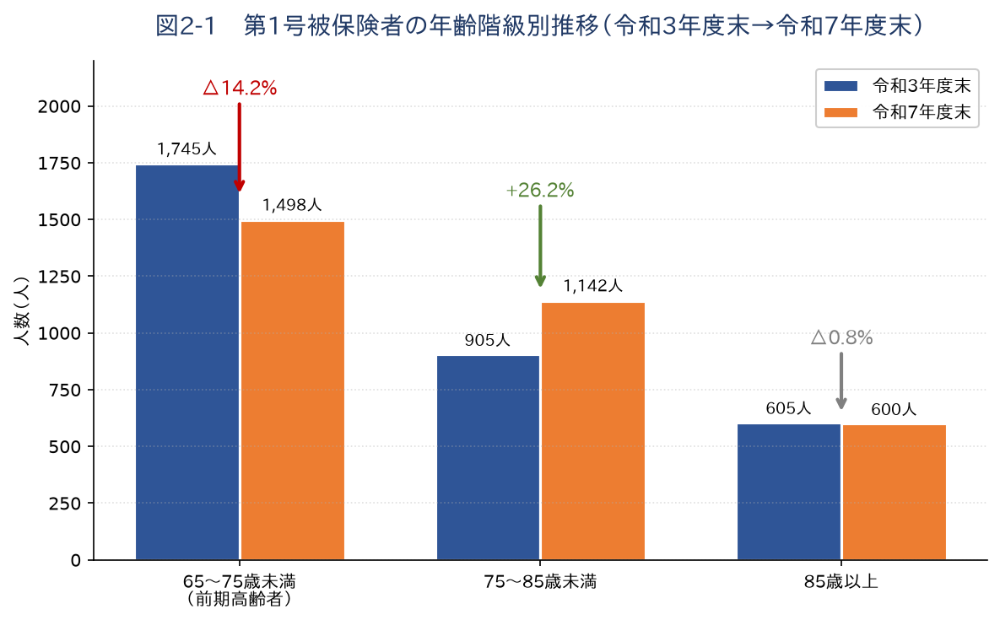 図2-1　第1号被保険者の年齢階級別推移（令和3年度末→令和7年度末）
令和3年度末
令和7年度末
△14.2%
+26.2%
△0.8%
1,745人
1,498人
905人
1,142人
605人
600人
人数（人）
2000
1750
1500
1250
1000
750
500
250
0
65～75歳未満
（前期高齢者）
75～85歳未満
85歳以上